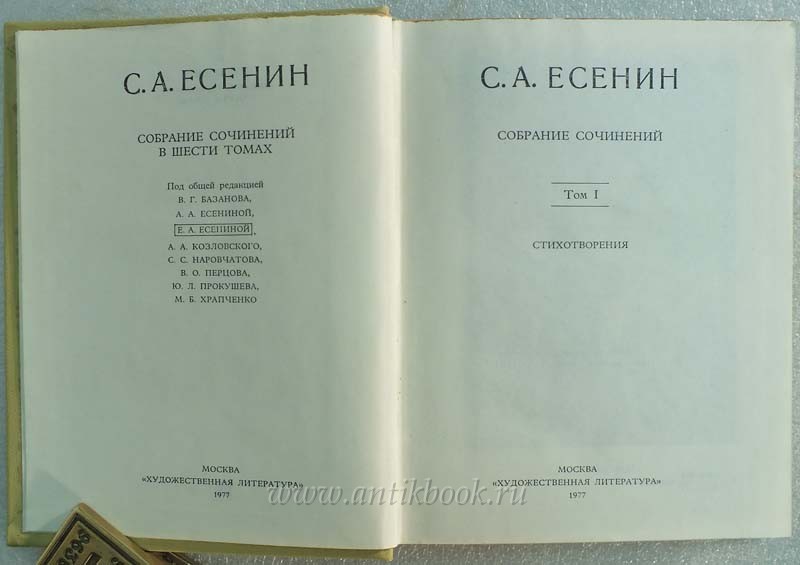 С. А. ЕСЕНИН
СОБРАНИЕ СОЧИНЕНИЙ
В ШЕСТИ ТОМАХ
Под общей редакцией
В. Г. БАЗАНОВА,
А. А. ЕСЕНИНОЙ,
Е. А. ЕСЕНИНОЙ,
А. А. КОЗЛОВСКОГО,
С. С. НАРОВЧАТОВА,
В. О. ПЕРЦОВА,
Ю. Л. ПРОКУШЕВА,
М. Б. ХРАПЧЕНКО
МОСКВА
«ХУДОЖЕСТВЕННАЯ ЛИТЕРАТУРА»
1977
С. А. ЕСЕНИН
СОБРАНИЕ СОЧИНЕНИЙ
Том I
СТИХОТВОРЕНИЯ
МОСКВА
«ХУДОЖЕСТВЕННАЯ ЛИТЕРАТУРА»
1977
www.antikbook.ru